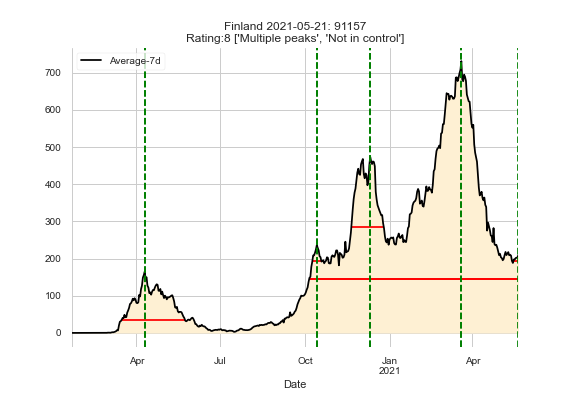 Finland 2021-05-21: 91157
Rating:8 ['Multiple peaks', 'Not in control']
Average-7d
700
600
500
400
300
200
100
0
Apr
Jul
Oct
Jan
2021
Apr
Date